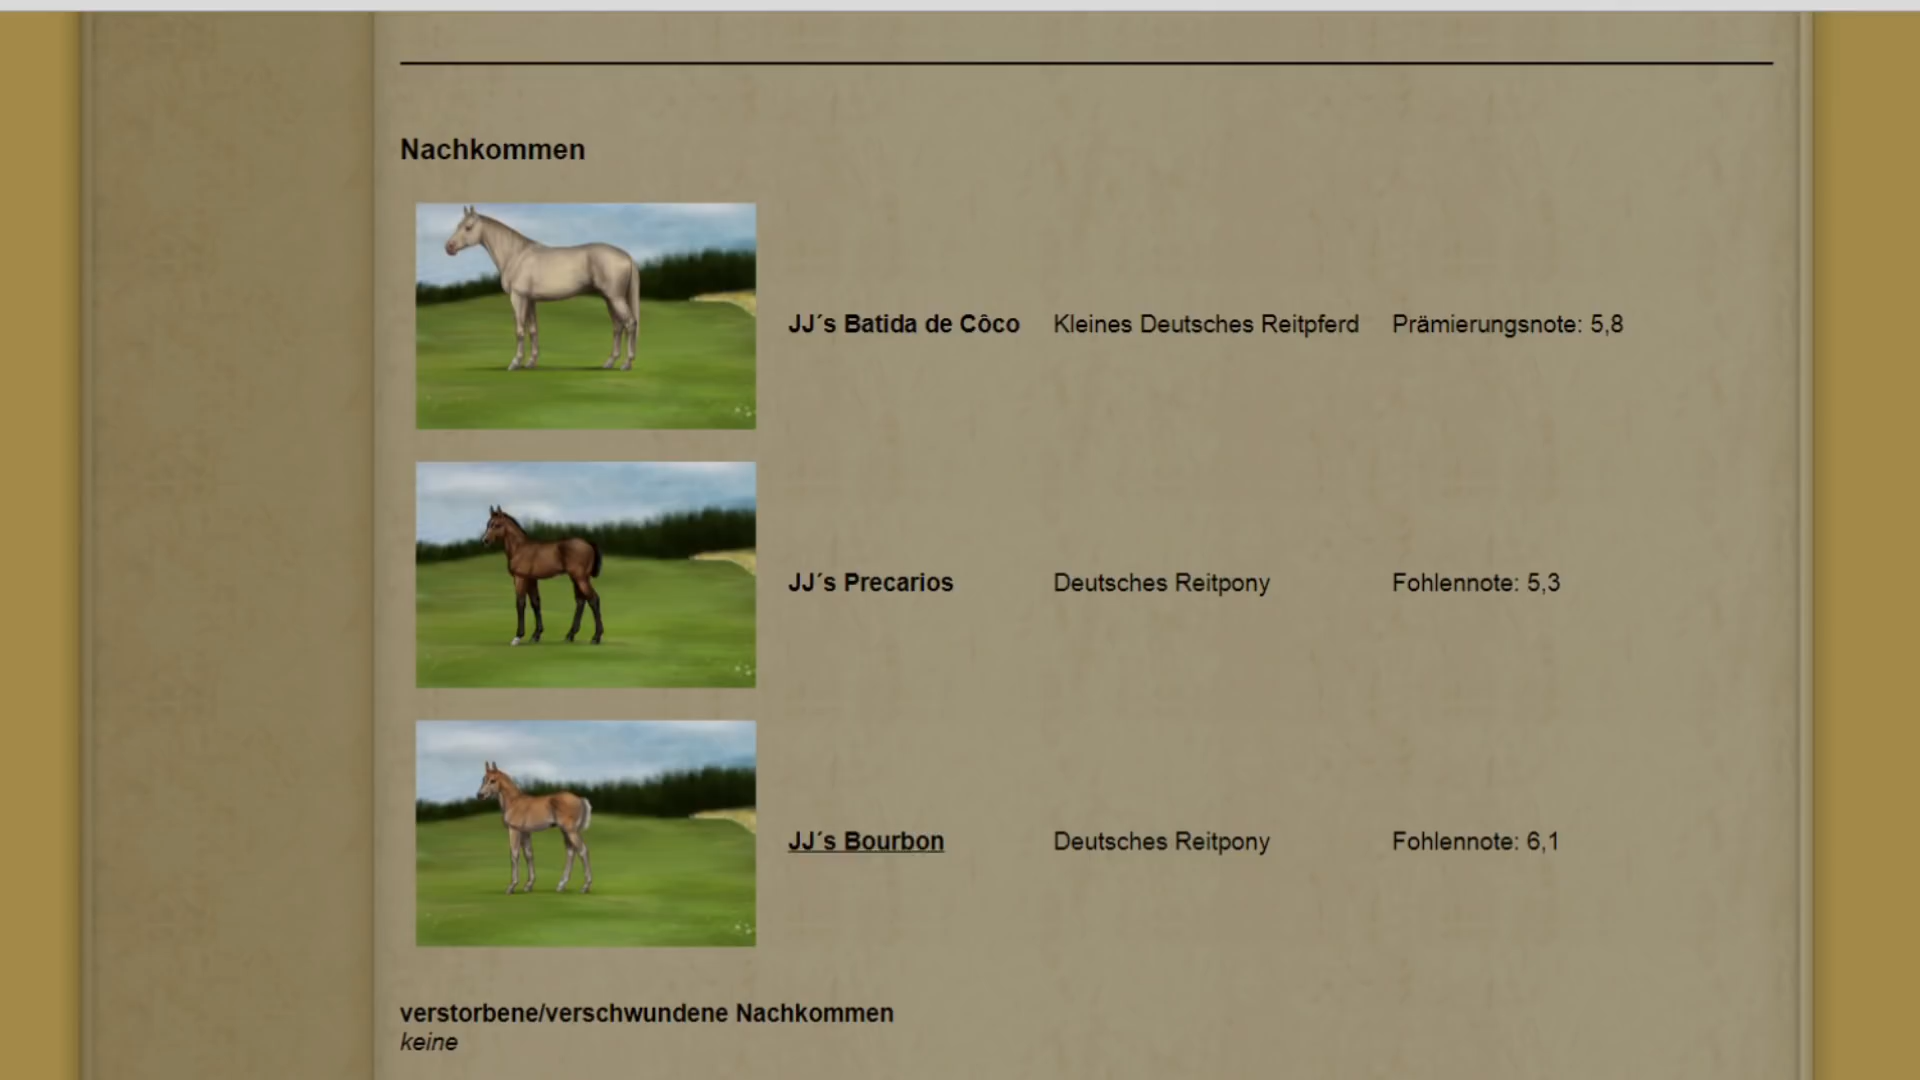 Nachkommen
JJ´s Batida de Côco Kleines Deutsches Reitpferd Prämierungsnote: 5,8
JJ´s Precarios Deutsches Reitpony Fohlennote: 5,3
JJ´s Bourbon Deutsches Reitpony Fohlennote: 6,1
verstorbene/verschwundene Nachkommen
keine